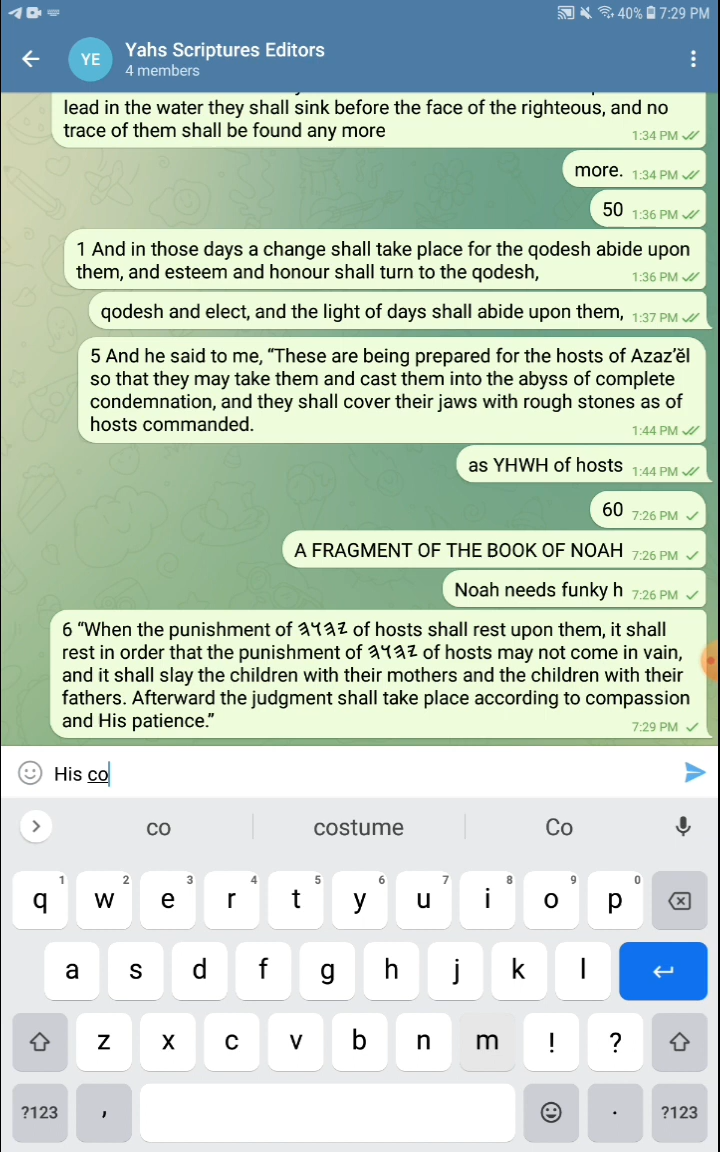 40% 7:29 PM
YE
Yahs Scriptures Editors
4 members
lead in the water they shall sink before the face of the righteous, and no
trace of them shall be found any more
1:34 PM
more. 1:34 PM
50 1:36 PM
1 And in those days a change shall take place for the qodesh abide upon
them, and esteem and honour shall turn to the qodesh,
1:36 PM
qodesh and elect, and the light of days shall abide upon them, 1:37 PM
5 And he said to me, “These are being prepared for the hosts of Azaz’ěl
so that they may take them and cast them into the abyss of complete
condemnation, and they shall cover their jaws with rough stones as of
hosts commanded.
1:44 PM
as YHWH of hosts 1:44 PM
60 7:26 PM
A FRAGMENT OF THE BOOK OF NOAH 7:26 PM
Noah needs funky h 7:26 PM
6 “When the punishment of 𐤉𐤄𐤅𐤄 of hosts shall rest upon them, it shall
rest in order that the punishment of 𐤉𐤄𐤅𐤄 of hosts may not come in vain,
and it shall slay the children with their mothers and the children with their
fathers. Afterward the judgment shall take place according to compassion
and His patience.”
7:29 PM
His co
co costume Co
1 2 3 4 5 6 7 8 9 0
q w e r t y u i o p
a s d f g h j k l
z x c v b n m ! ?
?123 , . ?123